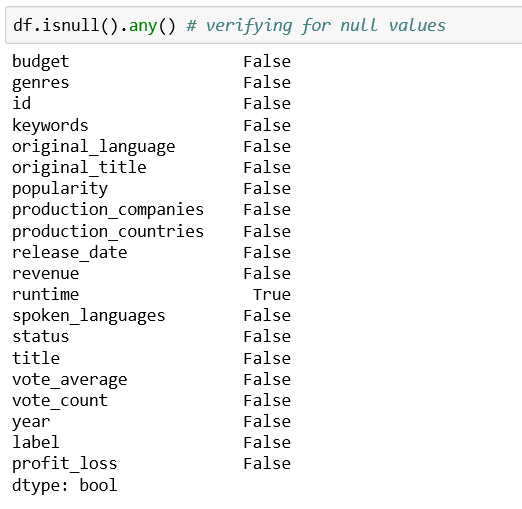 df.isnull().any() # verifying for null values
budget False
genres False
id False
keywords False
original_language False
original_title False
popularity False
production_companies False
production_countries False
release_date False
revenue False
runtime True
spoken_languages False
status False
title False
vote_average False
vote_count False
year False
label False
profit_loss False
dtype: bool